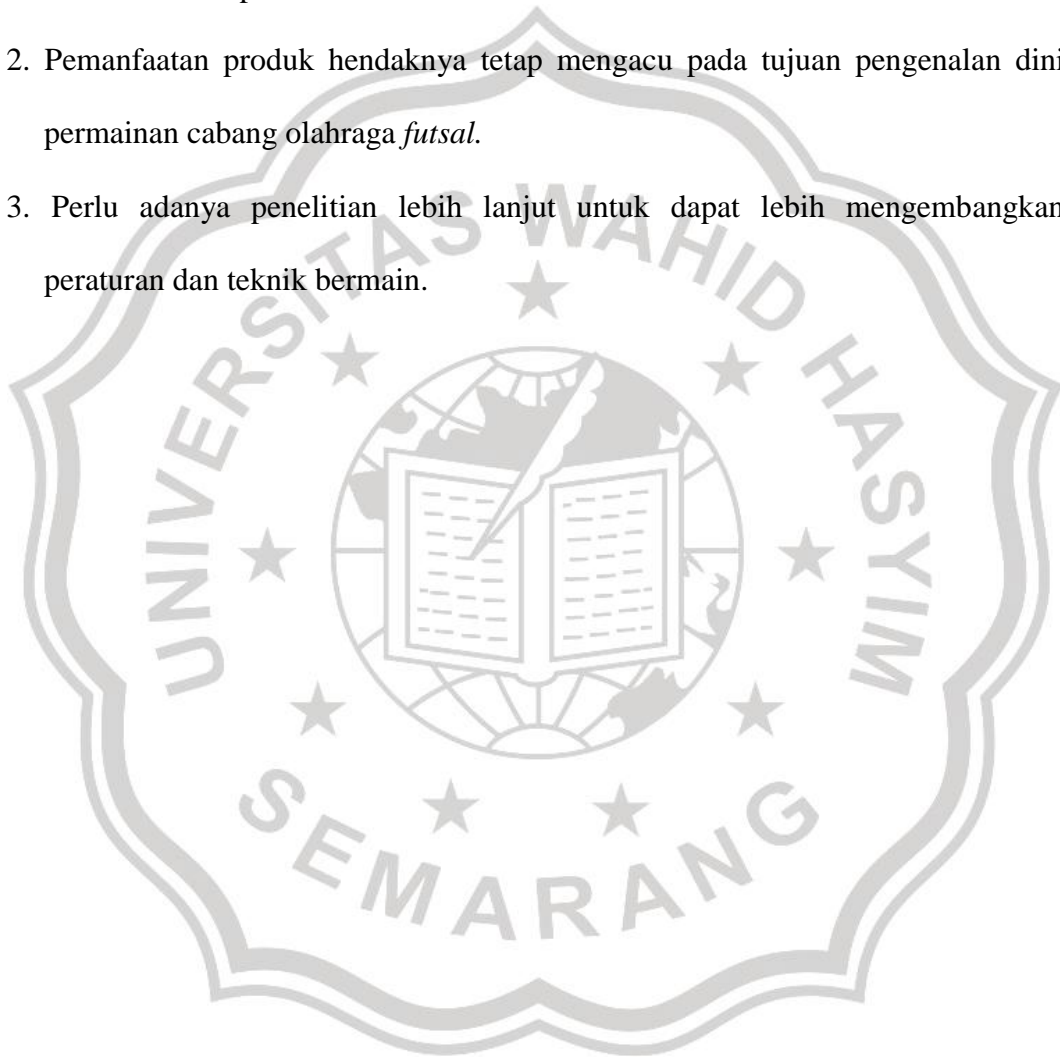 2. Pemanfaatan produk hendaknya tetap mengacu pada tujuan pengenalan dini
permainan cabang olahraga futsal.
3. Perlu adanya penelitian lebih lanjut untuk dapat lebih mengembangkan
peraturan dan teknik bermain.
UNIVERSITAS WAHID HASYIM
SEMARANG